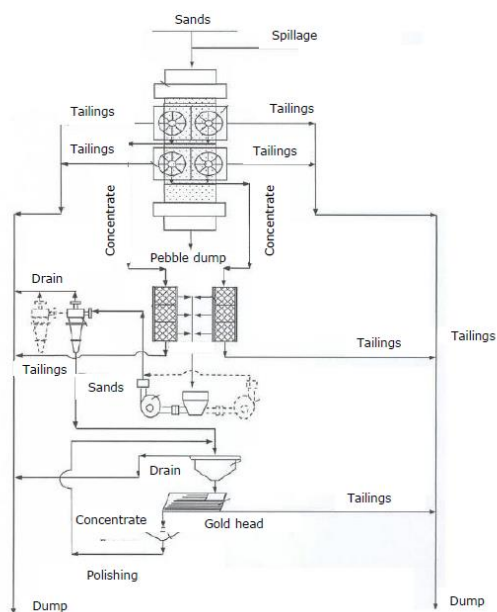 Sands
Spillage
Tailings
Tailings
Tailings
Tailings
Concentrate
Concentrate
Pebble dump
Drain
Tailings
Tailings
Tailings
Sands
Drain
Tailings
Concentrate
Gold head
Polishing
Dump
Dump